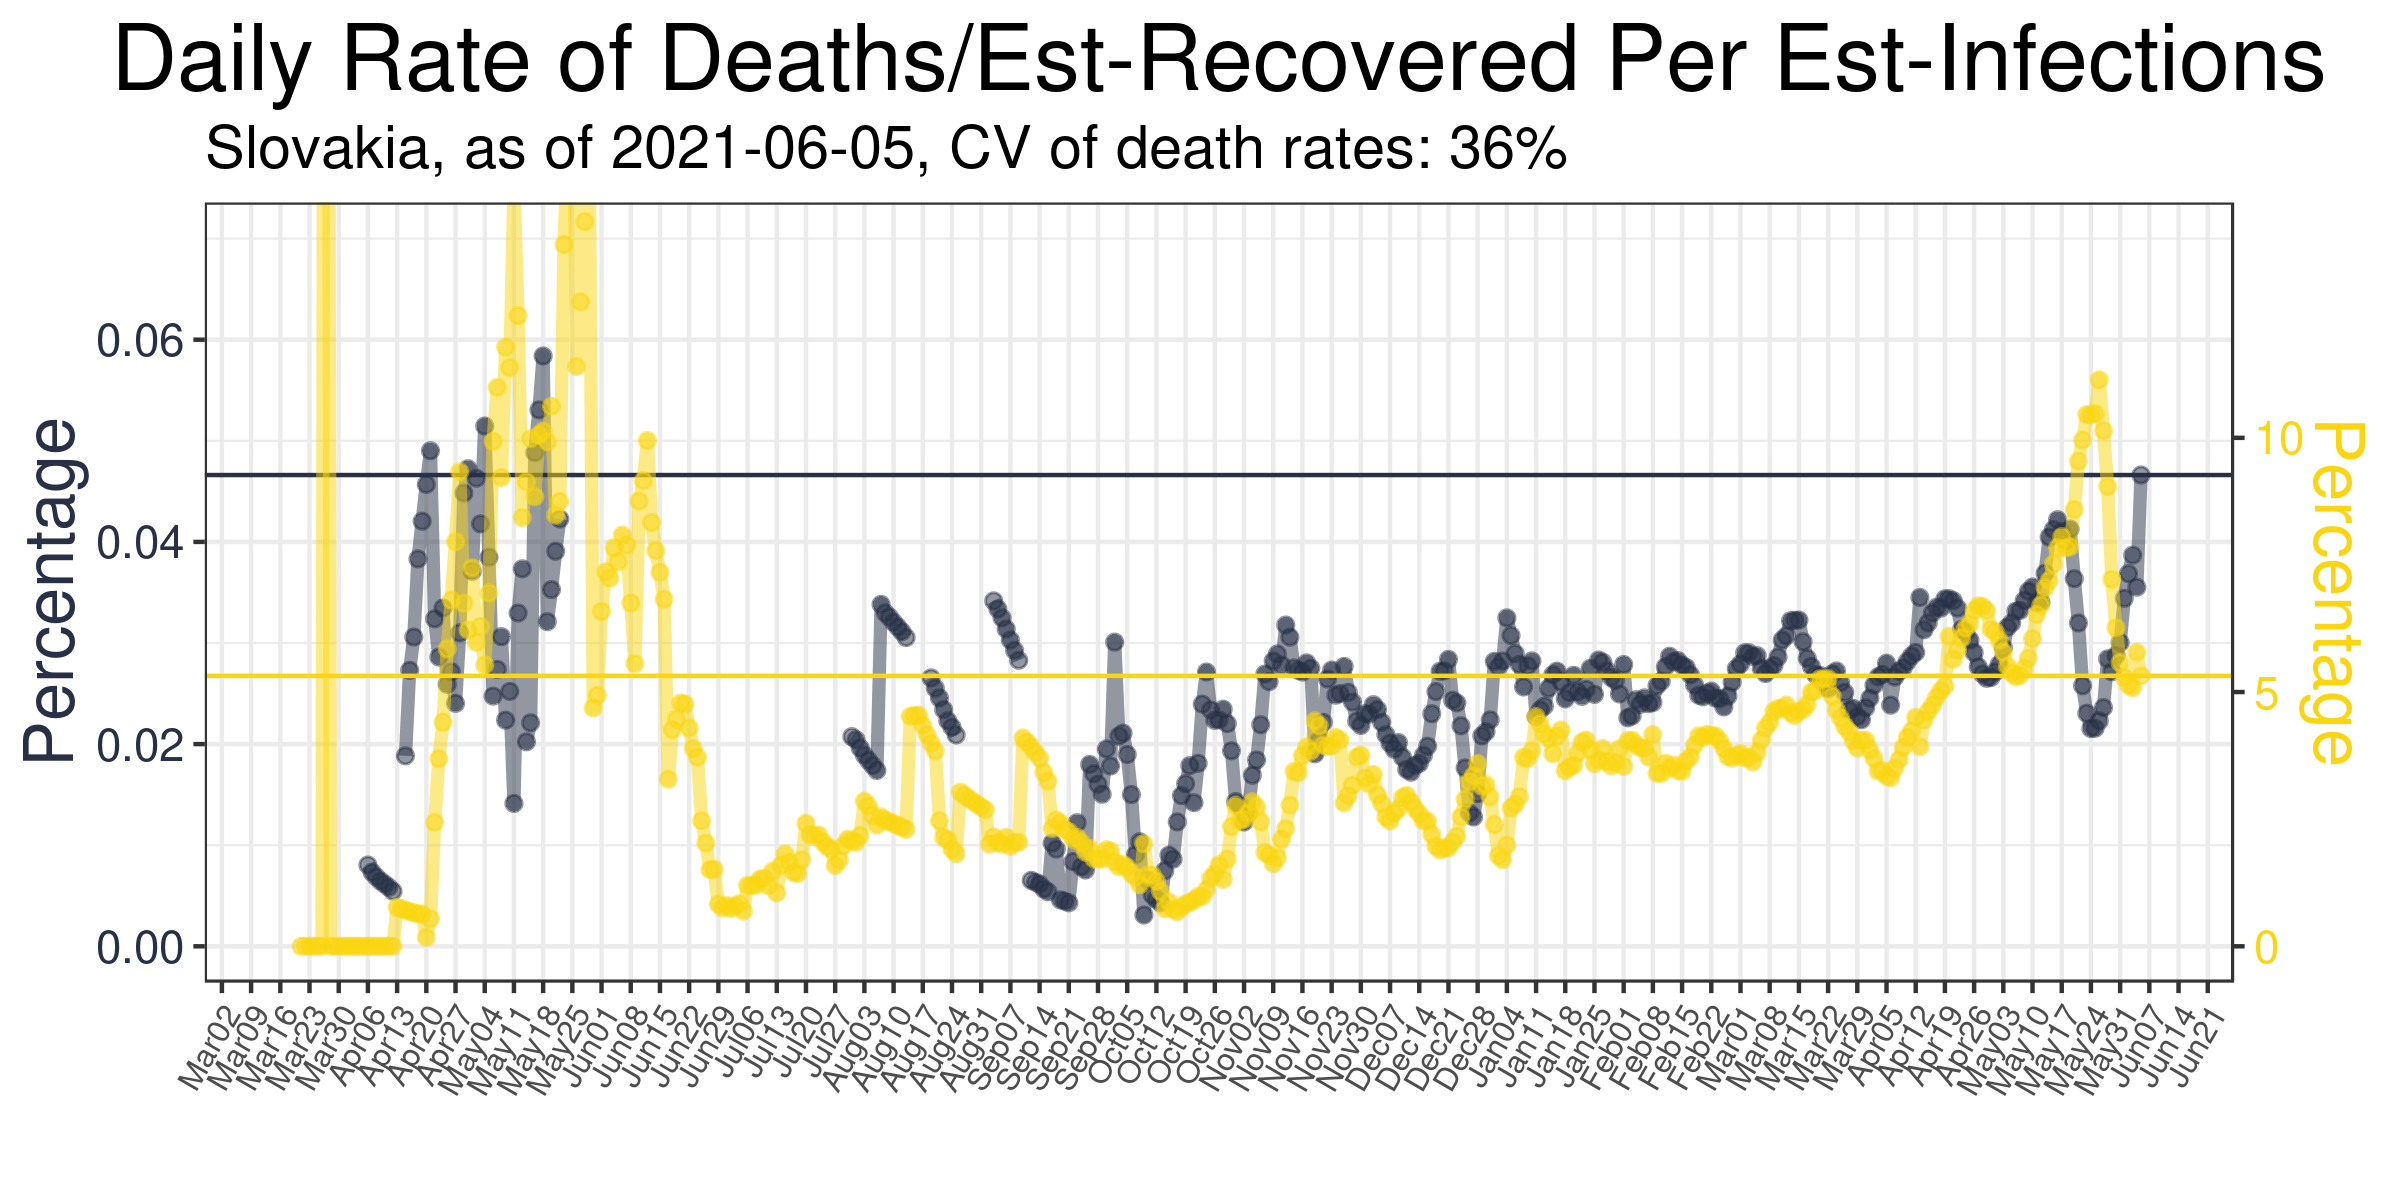 Daily Rate of Deaths/Est-Recovered Per Est-Infections
Slovakia, as of 2021-06-05, CV of death rates: 36%
Percentage
0.06
0.04
0.02
0.00
10
5
0
Percentage
Mar02
Mar09
Mar16
Mar23
Mar30
Apr06
Apr13
Apr20
Apr27
May04
May11
May18
May25
Jun01
Jun08
Jun15
Jun22
Jun29
Jul06
Jul13
Jul20
Jul27
Aug03
Aug10
Aug17
Aug24
Aug31
Sep07
Sep14
Sep21
Sep28
Oct05
Oct12
Oct19
Oct26
Nov02
Nov09
Nov16
Nov23
Nov30
Dec07
Dec14
Dec21
Dec28
Jan04
Jan11
Jan18
Jan25
Feb01
Feb08
Feb15
Feb22
Mar01
Mar08
Mar15
Mar22
Mar29
Apr05
Apr12
Apr19
Apr26
May03
May10
May17
May24
May31
Jun07
Jun14
Jun21